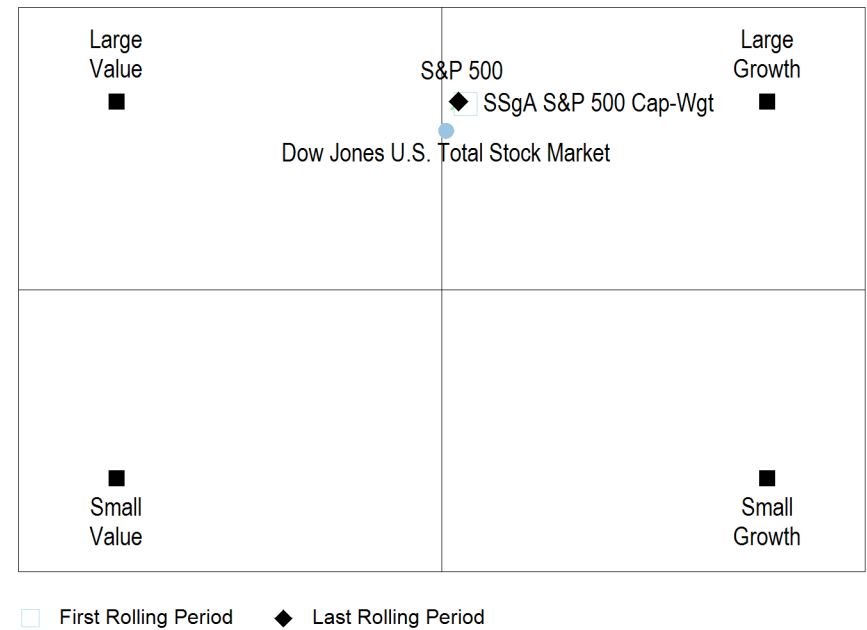 Large
Value
Large
Growth
S&P 500
SSgA S&P 500 Cap-Wgt
Dow Jones U.S. Total Stock Market
Small
Value
Small
Growth
First Rolling Period
Last Rolling Period